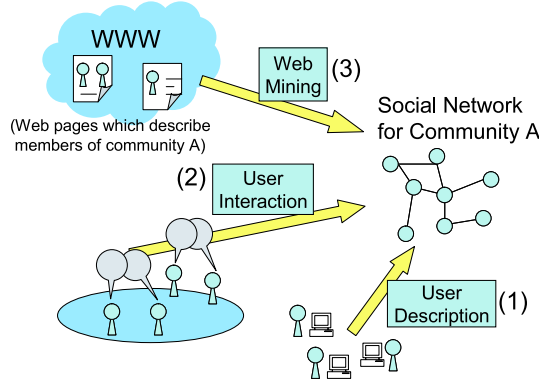 WWW
Web
Mining
(3)
(Web pages which describe
members of community A)
Social Network
for Community A
(2)
User
Interaction
User
Description
(1)